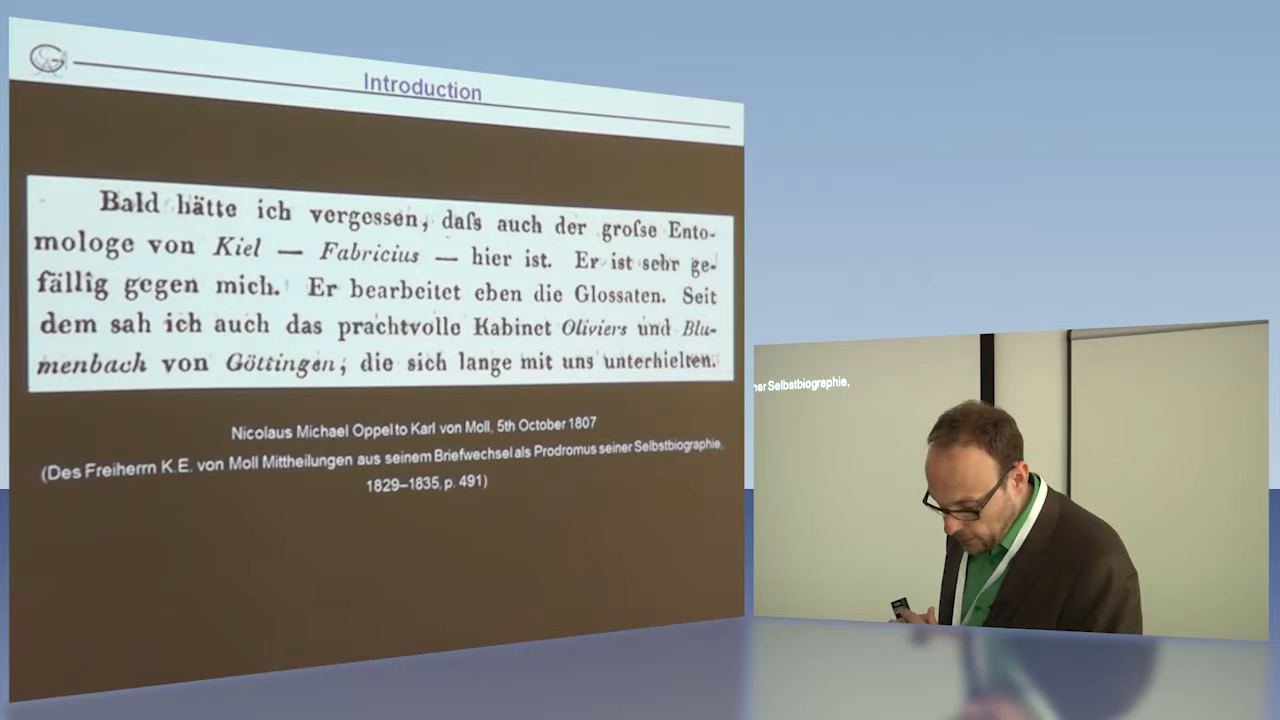 Introduction
Bald hätte ich vergessen, daſs auch der groſse Ento-
mologe von Kiel — Fabricius — hier ist. Er ist sehr ge-
fällig gegen mich. Er bearbeitet eben die Glossaten. Seit
dem sah ich auch das prachtvolle Kabinet Oliviers und Blu-
menbach von Göttingen; die sich lange mit uns unterhielten.
Nicolaus Michael Oppel to Karl von Moll, 5th October 1807
(Des Freiherrn K.E. von Moll Mittheilungen aus seinem Briefwechsel als Prodromus seiner Selbstbiographie,
1829–1835, p. 491)
ner Selbstbiographie,